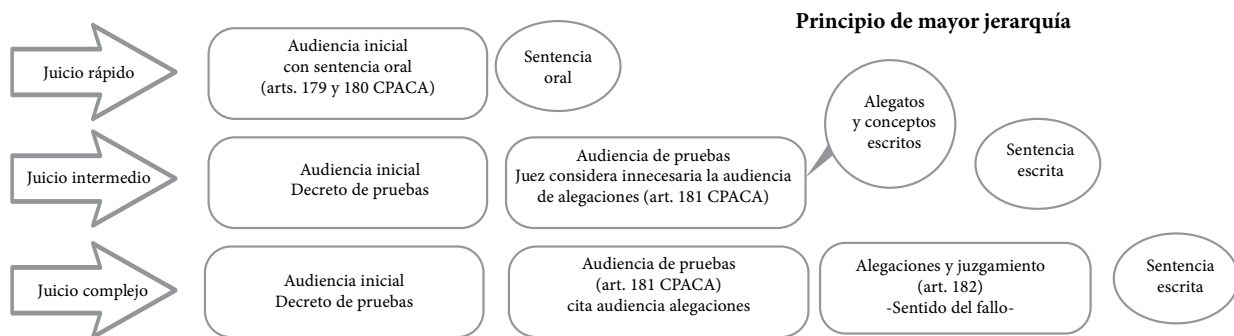 Principio de mayor jerarquía
Juicio rápido
Audiencia inicial
con sentencia oral
(arts. 179 y 180 CPACA)
Sentencia
oral
Juicio intermedio
Audiencia inicial
Decreto de pruebas
Audiencia de pruebas
Juez considera innecesaria la audiencia
de alegaciones (art. 181 CPACA)
Alegatos
y conceptos
escritos
Sentencia
escrita
Juicio complejo
Audiencia inicial
Decreto de pruebas
Audiencia de pruebas
(art. 181 CPACA)
cita audiencia alegaciones
Alegaciones y juzgamiento
(art. 182)
-Sentido del fallo-
Sentencia
escrita